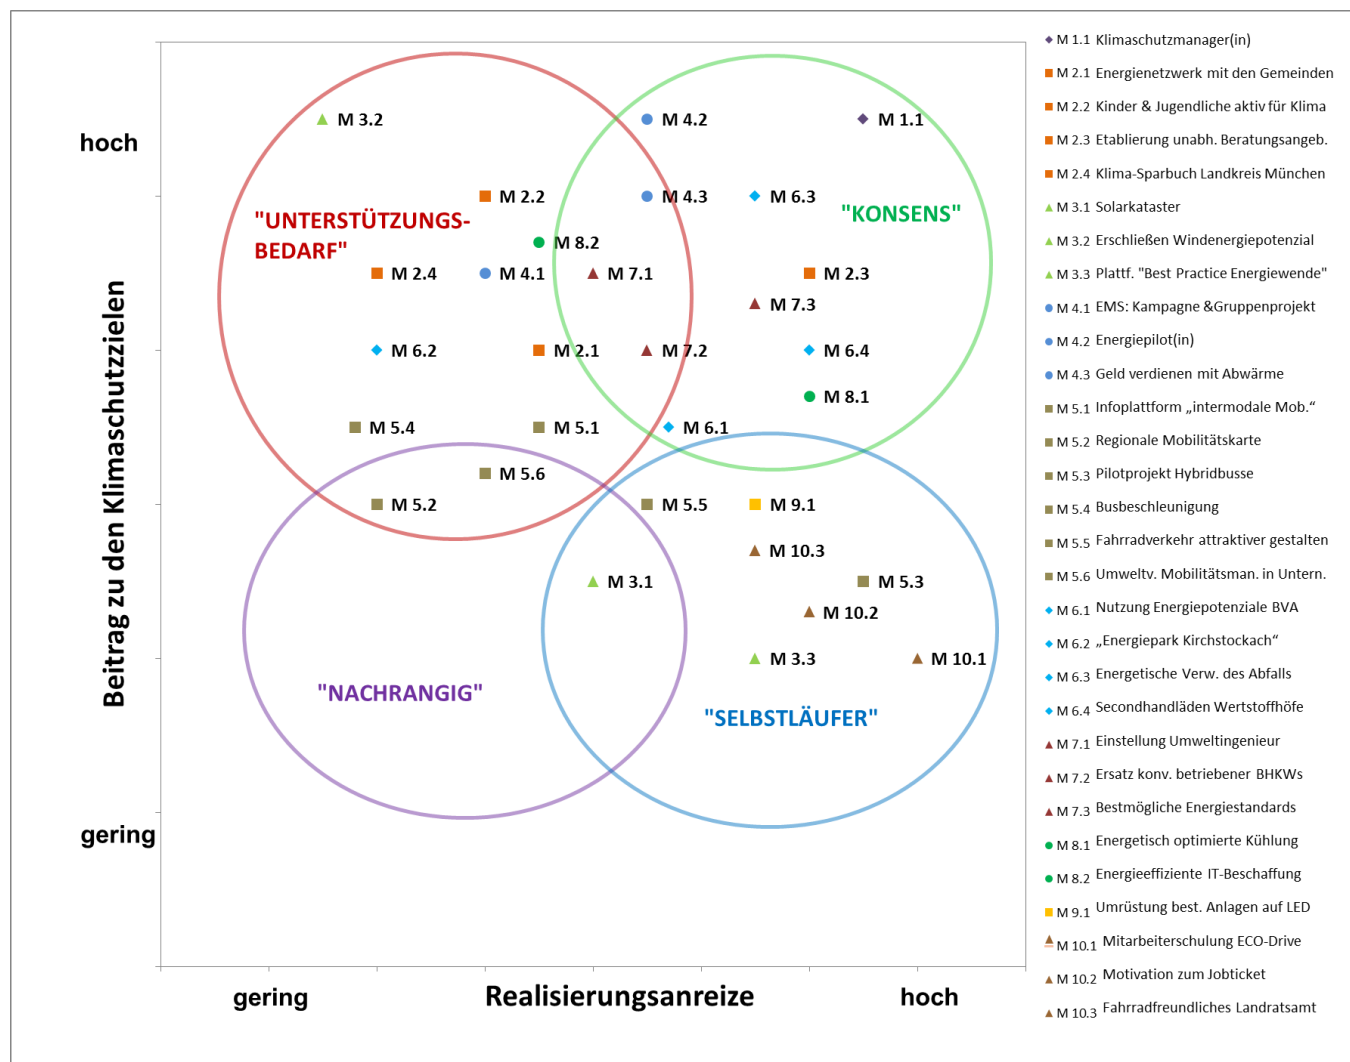 hoch
gering
Beitrag zu den Klimaschutzzielen
M 3.2
M 4.2
M 1.1
M 2.2
M 4.3
M 6.3
"UNTERSTÜTZUNGS-
BEDARF"
"KONSENS"
M 8.2
M 2.4
M 4.1
M 7.1
M 2.3
M 7.3
M 6.2
M 2.1
M 7.2
M 6.4
M 8.1
M 5.4
M 5.1
M 6.1
M 5.6
M 5.2
M 5.5
M 9.1
M 10.3
M 3.1
M 5.3
M 10.2
M 3.3
M 10.1
"NACHRANGIG"
"SELBSTLÄUFER"
gering
Realisierungsanreize
hoch
M 1.1 Klimaschutzmanager(in)
M 2.1 Energienetzwerk mit den Gemeinden
M 2.2 Kinder & Jugendliche aktiv für Klima
M 2.3 Etablierung unabh. Beratungsangeb.
M 2.4 Klima-Sparbuch Landkreis München
M 3.1 Solarkataster
M 3.2 Erschließen Windenergiepotenzial
M 3.3 Plattf. "Best Practice Energiewende"
M 4.1 EMS: Kampagne &Gruppenprojekt
M 4.2 Energiepilot(in)
M 4.3 Geld verdienen mit Abwärme
M 5.1 Infoplattform „intermodale Mob.“
M 5.2 Regionale Mobilitätskarte
M 5.3 Pilotprojekt Hybridbusse
M 5.4 Busbeschleunigung
M 5.5 Fahrradverkehr attraktiver gestalten
M 5.6 Umweltv. Mobilitätsman. in Untern.
M 6.1 Nutzung Energiepotenziale BVA
M 6.2 „Energiepark Kirchstockach“
M 6.3 Energetische Verw. des Abfalls
M 6.4 Secondhandläden Wertstoffhöfe
M 7.1 Einstellung Umweltingenieur
M 7.2 Ersatz konv. betriebener BHKWs
M 7.3 Bestmögliche Energiestandards
M 8.1 Energetisch optimierte Kühlung
M 8.2 Energieeffiziente IT-Beschaffung
M 9.1 Umrüstung best. Anlagen auf LED
M 10.1 Mitarbeiterschulung ECO-Drive
M 10.2 Motivation zum Jobticket
M 10.3 Fahrradfreundliches Landratsamt